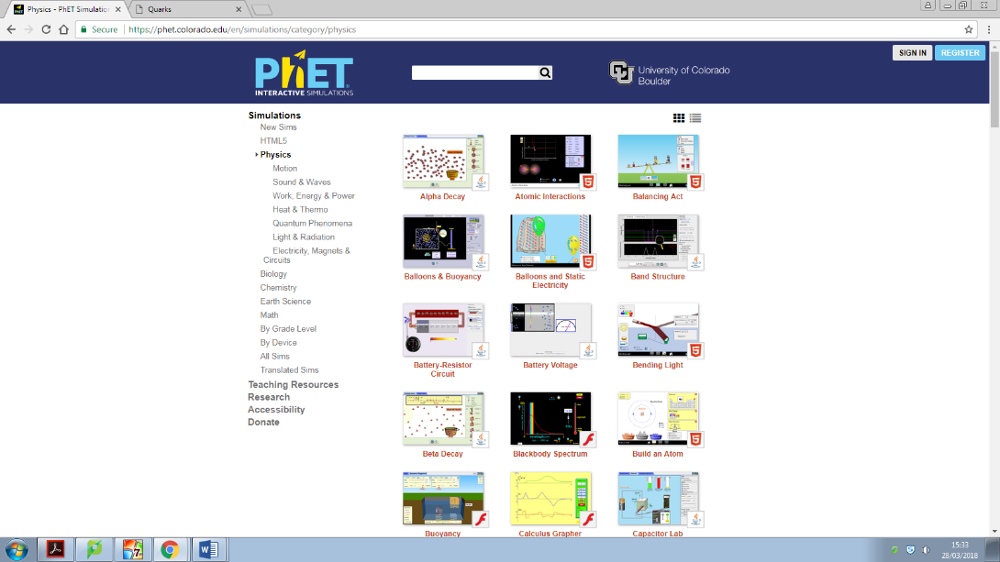 Physics - PhET Simulation
Quarks
Secure
https://phet.colorado.edu/en/simulations/category/physics
SIGN IN
REGISTER
PhET
INTERACTIVE SIMULATIONS
CU
University of Colorado
Boulder
Simulations
New Sims
HTML5
Physics
Motion
Sound & Waves
Work, Energy & Power
Heat & Thermo
Quantum Phenomena
Light & Radiation
Electricity, Magnets &
Circuits
Biology
Chemistry
Earth Science
Math
By Grade Level
By Device
All Sims
Translated Sims
Teaching Resources
Research
Accessibility
Donate
Alpha Decay
Atomic Interactions
Balancing Act
Balloons & Buoyancy
Balloons and Static
Electricity
Band Structure
Battery-Resistor
Circuit
Battery Voltage
Bending Light
Beta Decay
Blackbody Spectrum
Build an Atom
Buoyancy
Calculus Grapher
Capacitor Lab
15:33
28/03/2018